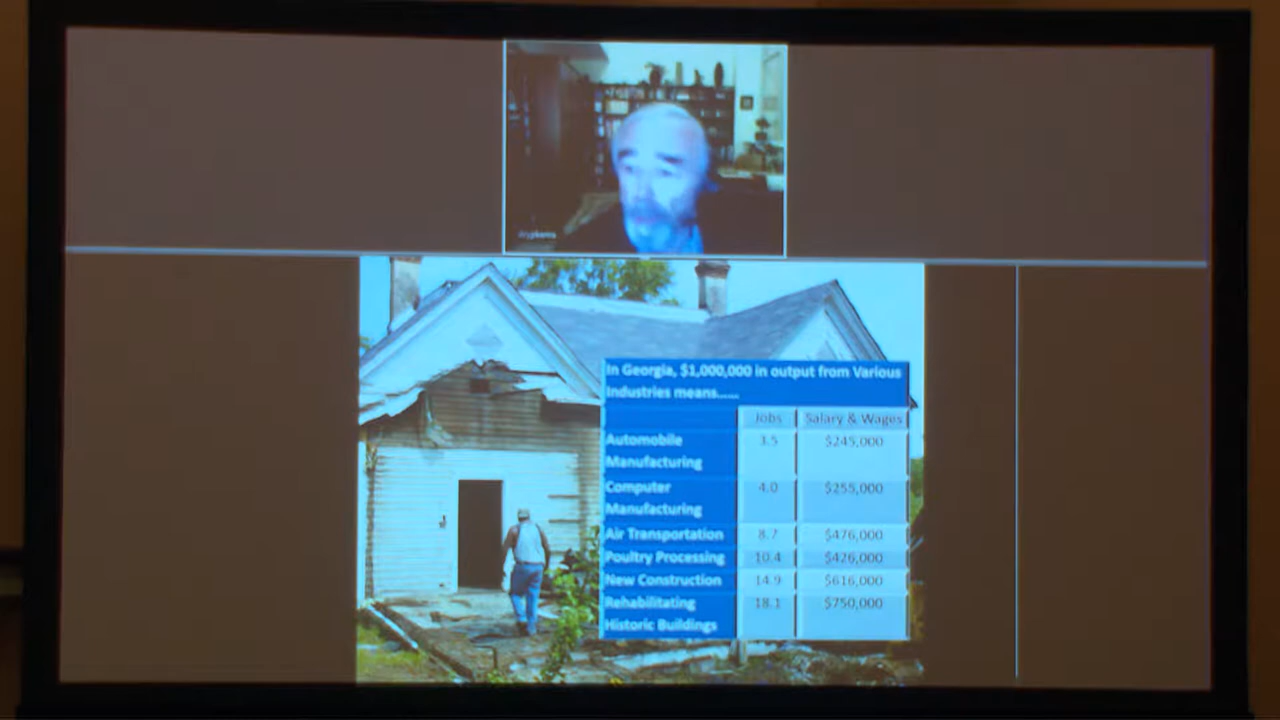 In Georgia, $1,000,000 in output from Various
Industries means.....
Jobs Salary & Wages
Automobile 3.5 $245,000
Manufacturing
Computer 4.0 $255,000
Manufacturing
Air Transportation 8.7 $476,000
Poultry Processing 10.4 $426,000
New Construction 14.9 $616,000
Rehabilitating 18.1 $750,000
Historic Buildings